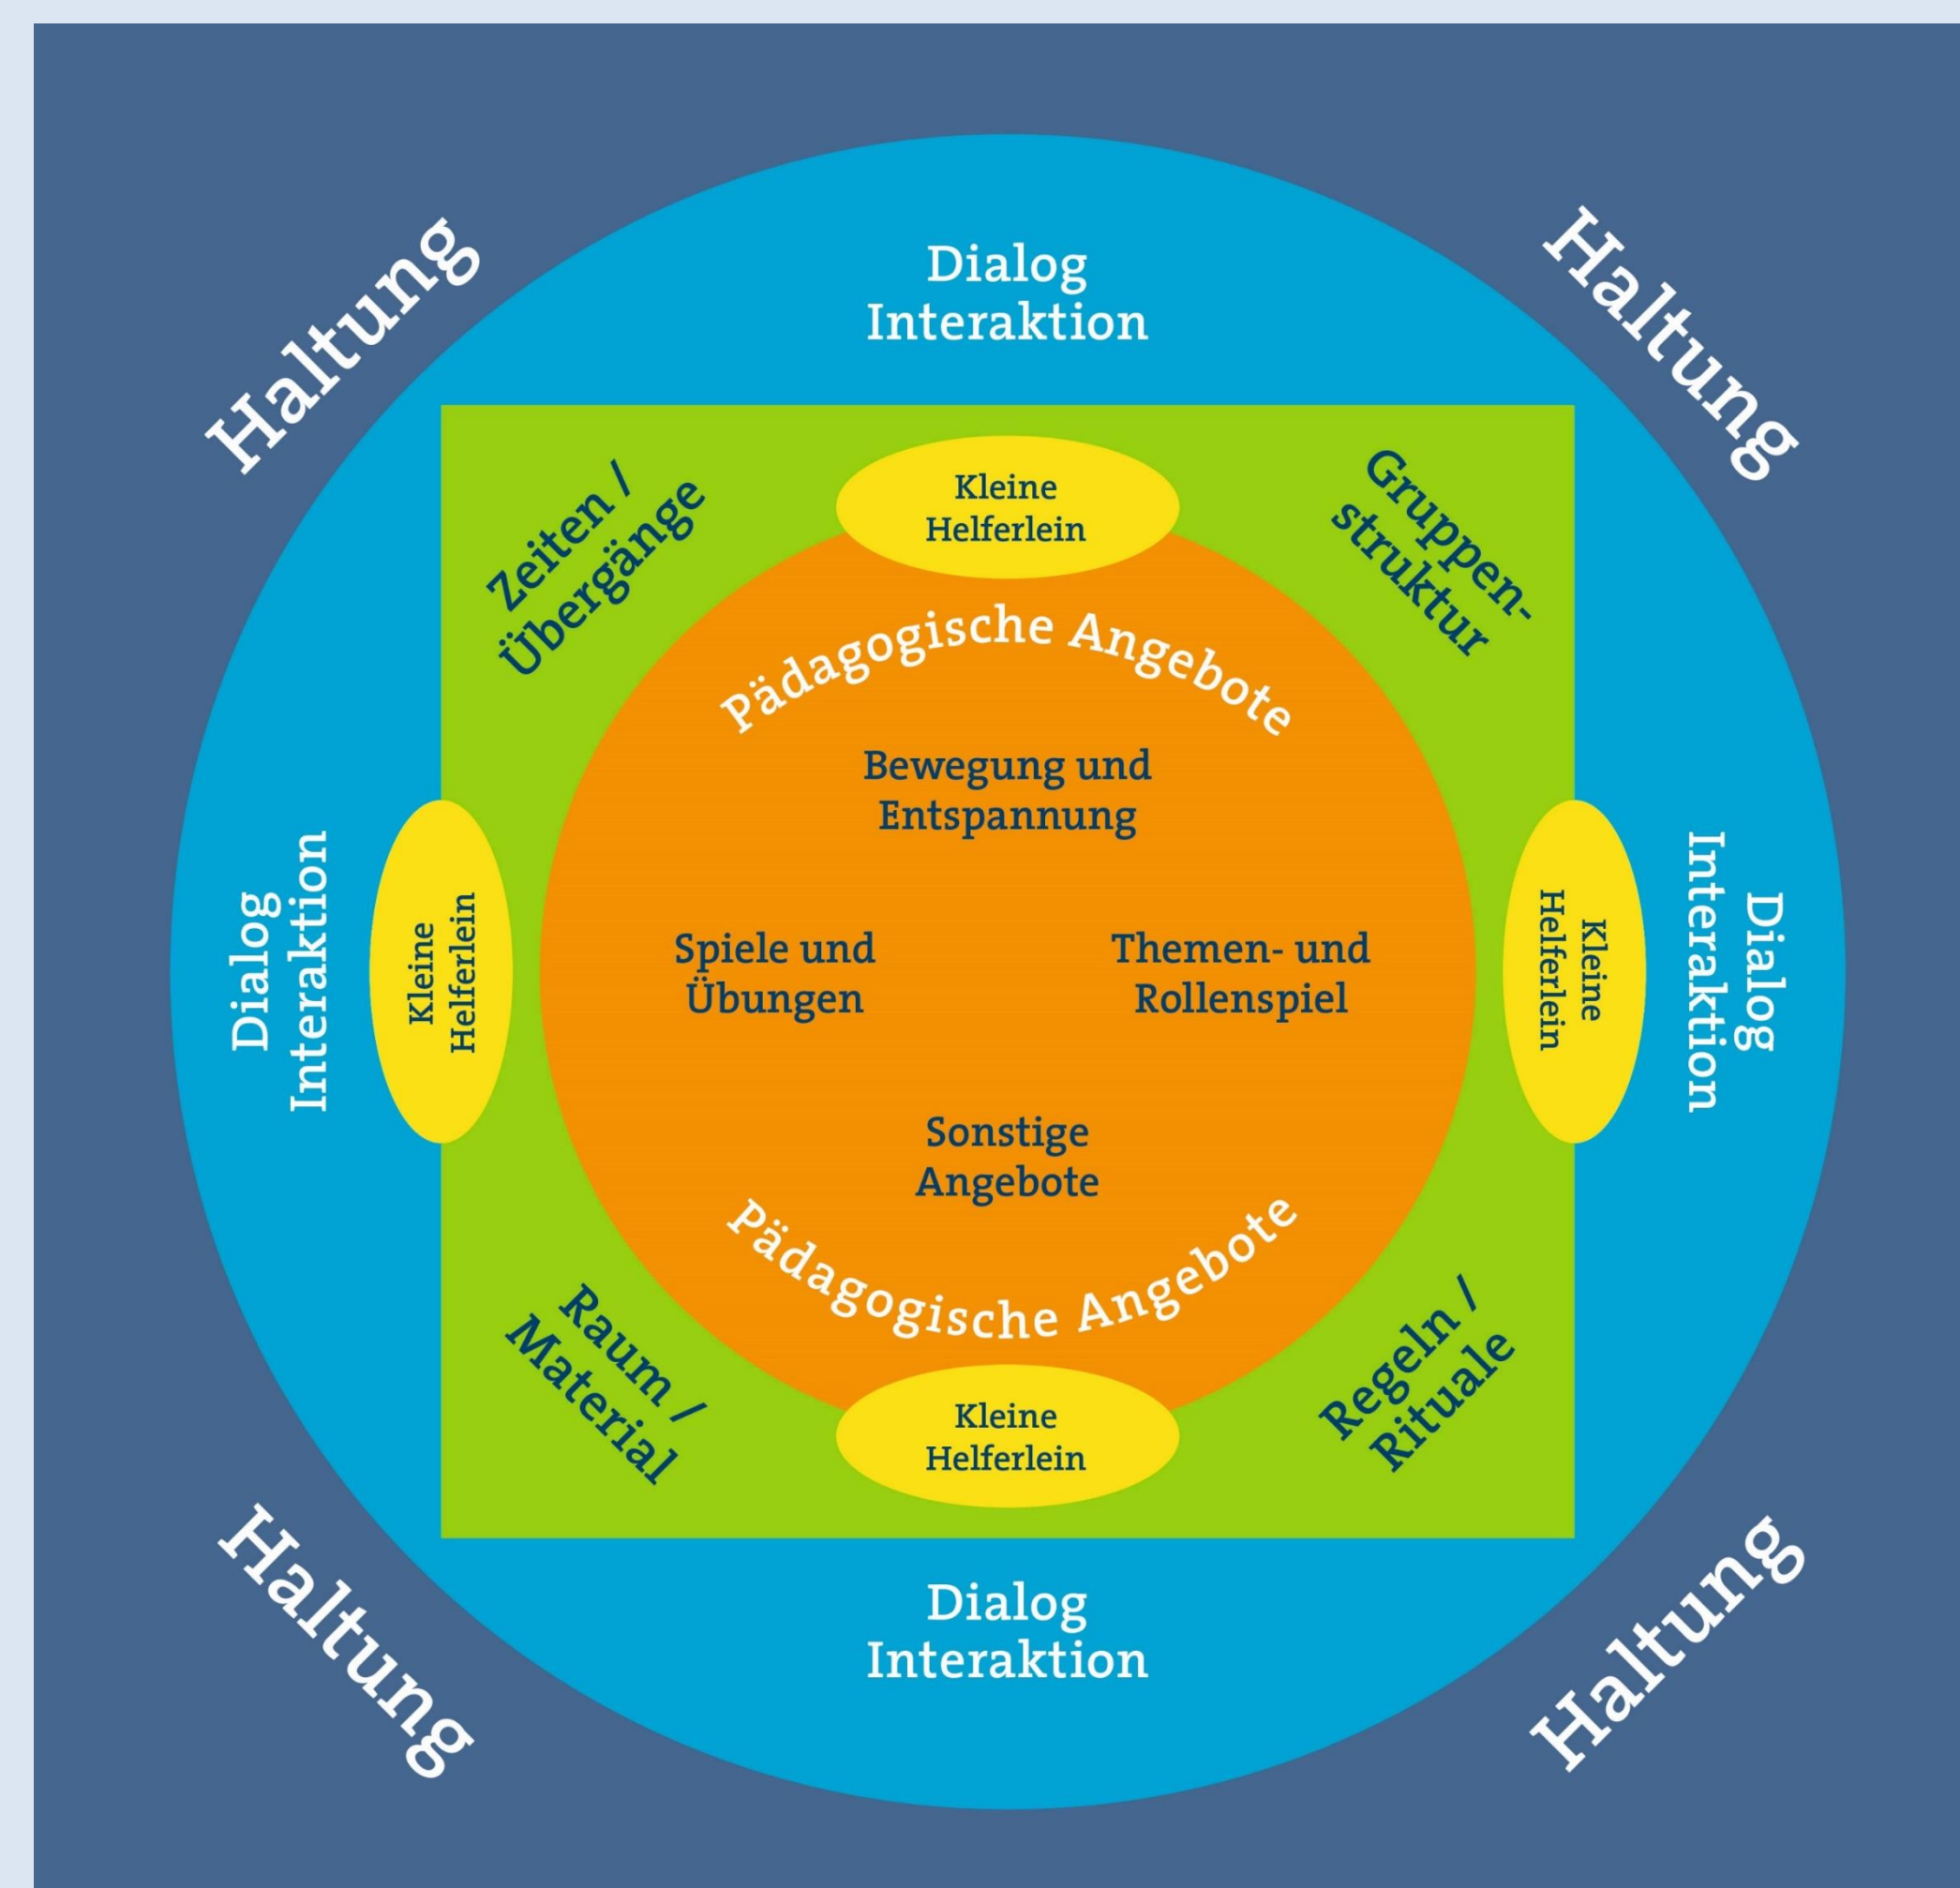 Haltung
Haltung
Dialog
Interaktion
Zeiten /
Übergänge
Kleine
Helferlein
Gruppen-
struktur
Pädagogische Angebote
Bewegung und
Entspannung
Dialog
Interaktion
Kleine
Helferlein
Spiele und
Übungen
Themen- und
Rollenspiel
Kleine
Helferlein
Dialog
Interaktion
Sonstige
Angebote
Pädagogische Angebote
Raum /
Material
Kleine
Helferlein
Regeln /
Rituale
Dialog
Interaktion
Haltung
Haltung